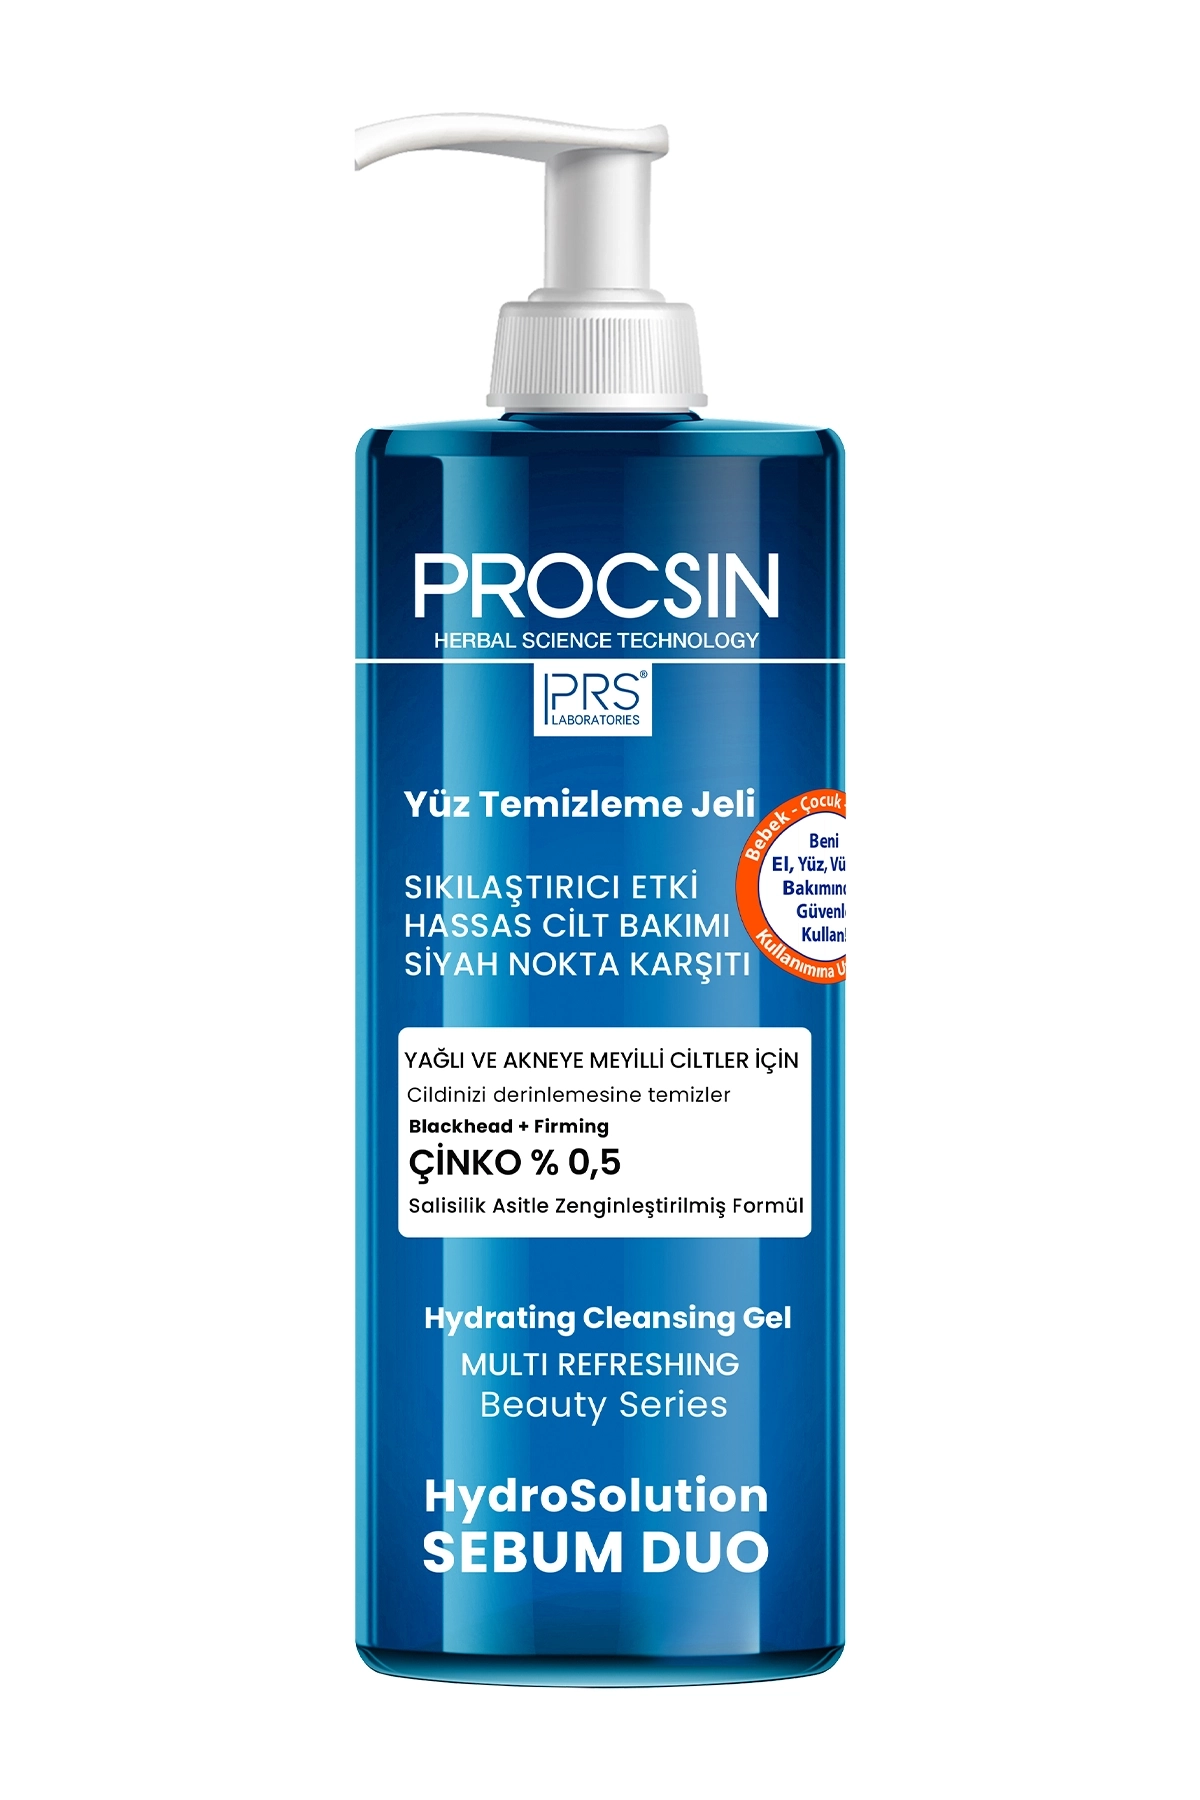 PROCSIN
HERBAL SCIENCE TECHNOLOGY
PRS®
LABORATORIES
Yüz Temizleme Jeli
SIKILAŞTIRICI ETKİ
HASSAS CİLT BAKIMI
SİYAH NOKTA KARŞITI
Bebek - Çocuk -
Beni
El, Yüz,
Güvenle
Kullan!
Kullanımına
YAĞLI VE AKNEYE MEYİLLİ CİLTLER İÇİN
Cildinizi derinlemesine temizler
Blackhead + Firming
ÇİNKO % 0,5
Salisilik Asitle Zenginleştirilmiş Formül
Hydrating Cleansing Gel
MULTI REFRESHING
Beauty Series
HydroSolution
SEBUM DUO